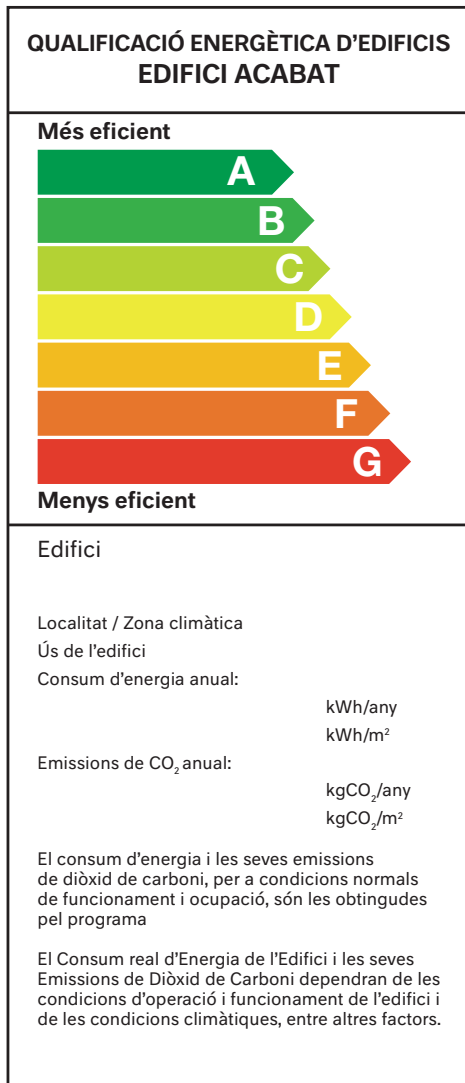 QUALIFICACIÓ ENERGÈTICA D’EDIFICIS
EDIFICI ACABAT
Més eficient
A
B
C
D
E
F
G
Menys eficient
Edifici
Localitat / Zona climàtica
Ús de l’edifici
Consum d’energia anual:
kWh/any
kWh/m²
Emissions de CO₂ anual:
kgCO₂/any
kgCO₂/m²
El consum d’energia i les seves emissions
de diòxid de carboni, per a condicions normals
de funcionament i ocupació, són les obtingudes
pel programa
El Consum real d’Energia de l’Edifici i les seves
Emissions de Diòxid de Carboni dependran de les
condicions d’operació i funcionament de l’edifici i
de les condicions climàtiques, entre altres factors.